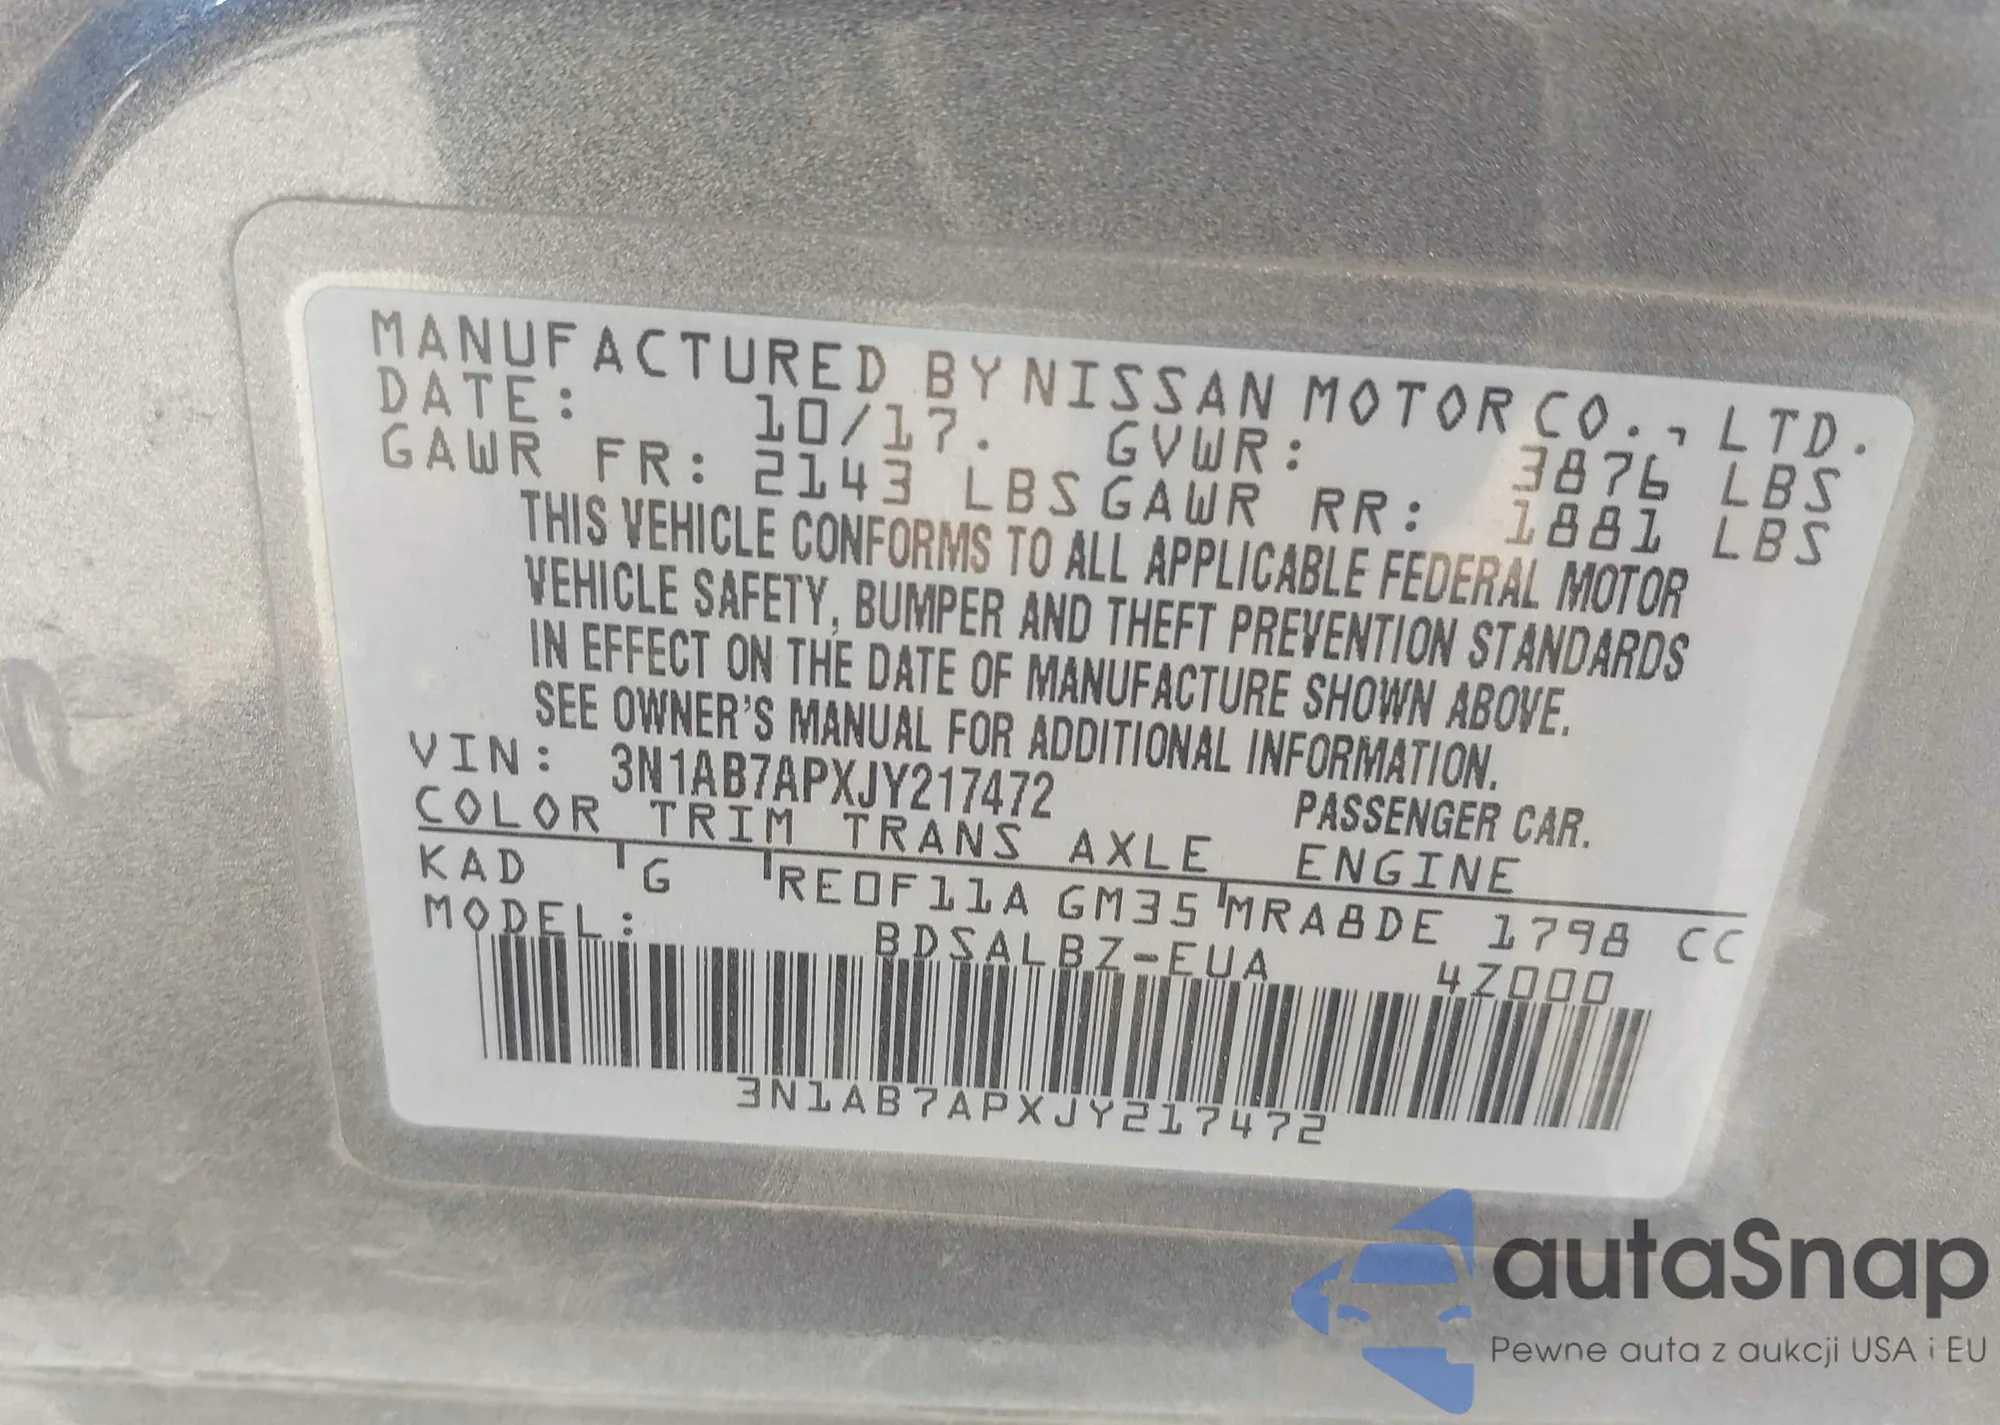 MANUFACTURED BY NISSAN MOTOR CO., LTD.
DATE: 10/17. GVWR: 3876 LBS
GAWR FR: 2143 LBS GAWR RR: 1881 LBS
THIS VEHICLE CONFORMS TO ALL APPLICABLE FEDERAL MOTOR
VEHICLE SAFETY, BUMPER AND THEFT PREVENTION STANDARDS
IN EFFECT ON THE DATE OF MANUFACTURE SHOWN ABOVE.
SEE OWNER'S MANUAL FOR ADDITIONAL INFORMATION.
VIN: 3N1AB7APXJY217472 PASSENGER CAR.
COLOR TRIM TRANS AXLE ENGINE
KAD G RE0F11A GM35 MRA8DE 1798 CC
MODEL: BDSALBZ-EUA 4Z000
3N1AB7APXJY217472
autaSnap
Pewne auta z aukcji USA i EU